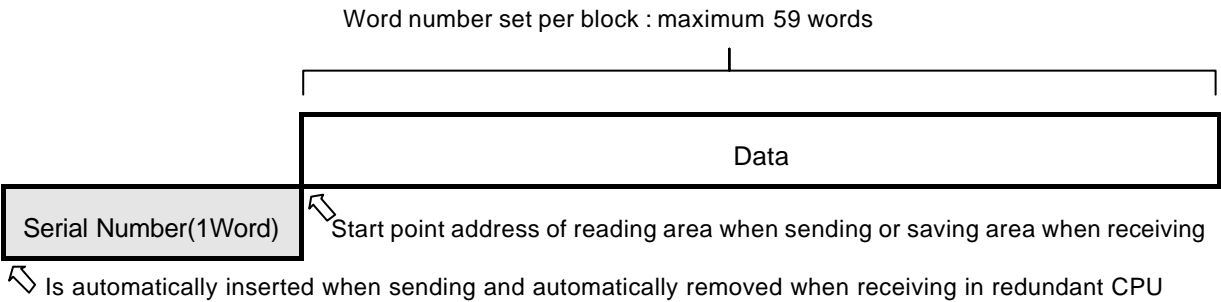 Word number set per block : maximum 59 words
Data
Serial Number(1Word)
Start point address of reading area when sending or saving area when receiving
Is automatically inserted when sending and automatically removed when receiving in redundant CPU